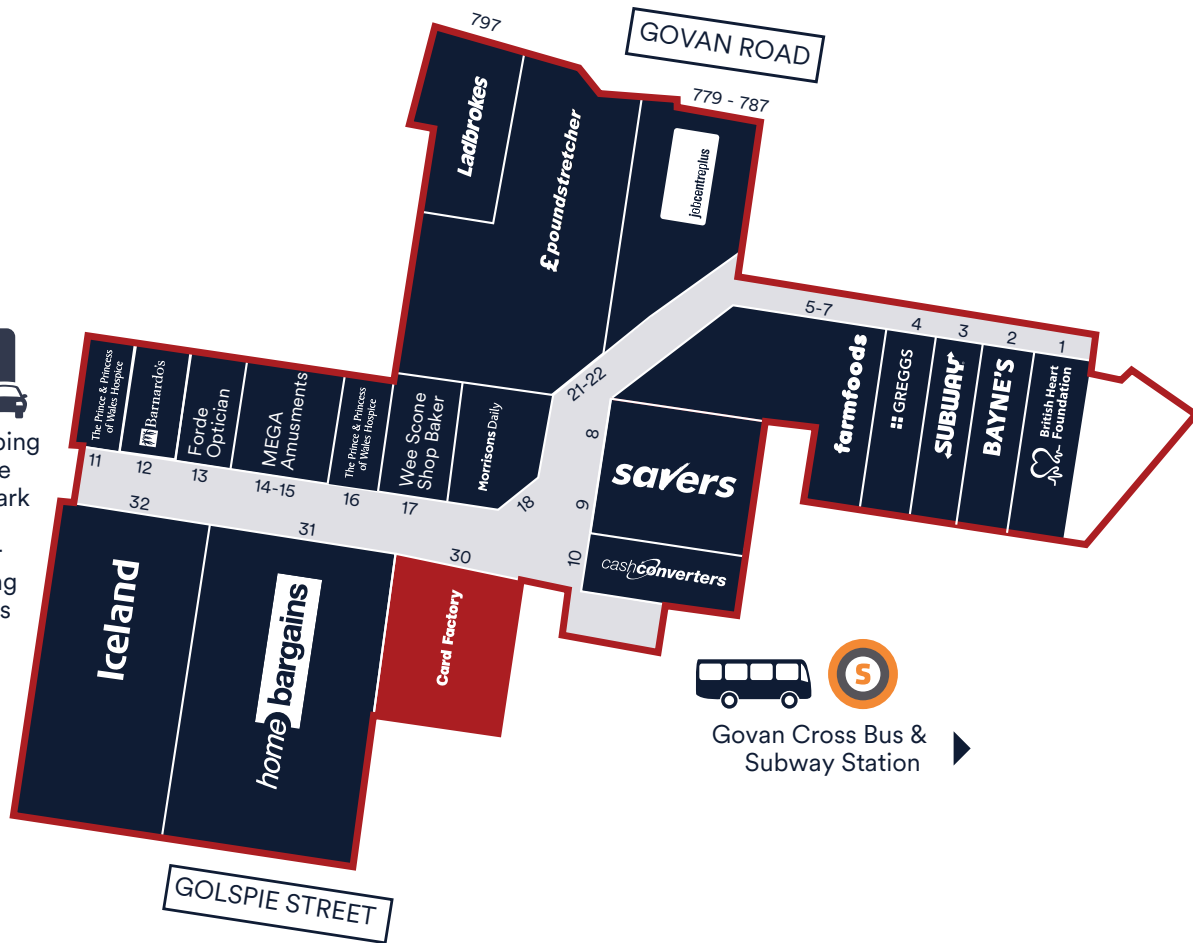 797
GOVAN ROAD
779 - 787
Ladbrokes
£poundstretcher
jobcentreplus
5-7
4
3
2
1
farmfoods
GREGGS
SUBWAY
BAYNE'S
British Heart
Foundation
21-22
8
9
10
savers
cashconverters
The Prince & Princess
of Wales Hospice
Barnardo's
Forde
Optician
MEGA
Amusments
The Prince & Princess
of Wales Hospice
Wee Scone
Shop Baker
Morrisons Daily
11
12
13
14-15
16
17
18
32
31
30
Iceland
home bargains
Card Factory
S
Govan Cross Bus &
Subway Station
GOLSPIE STREET